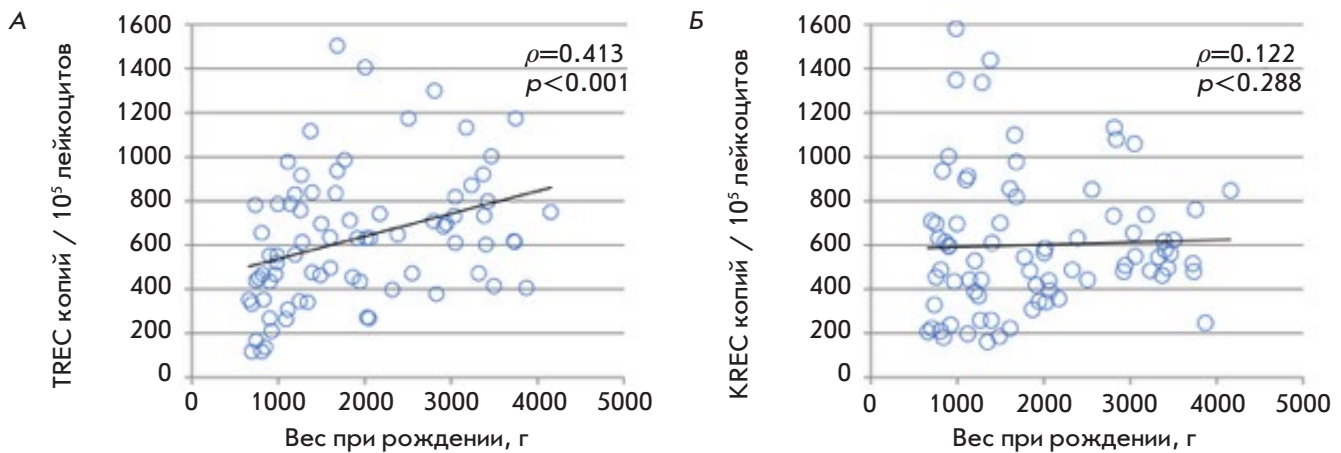 А
TREC копий / 10⁵ лейкоцитов
1600
1400
1200
1000
800
600
400
200
0
ρ=0.413
p<0.001
0 1000 2000 3000 4000 5000
Вес при рождении, г
Б
KREC копий / 10⁵ лейкоцитов
1600
1400
1200
1000
800
600
400
200
0
ρ=0.122
p<0.288
0 1000 2000 3000 4000 5000
Вес при рождении, г